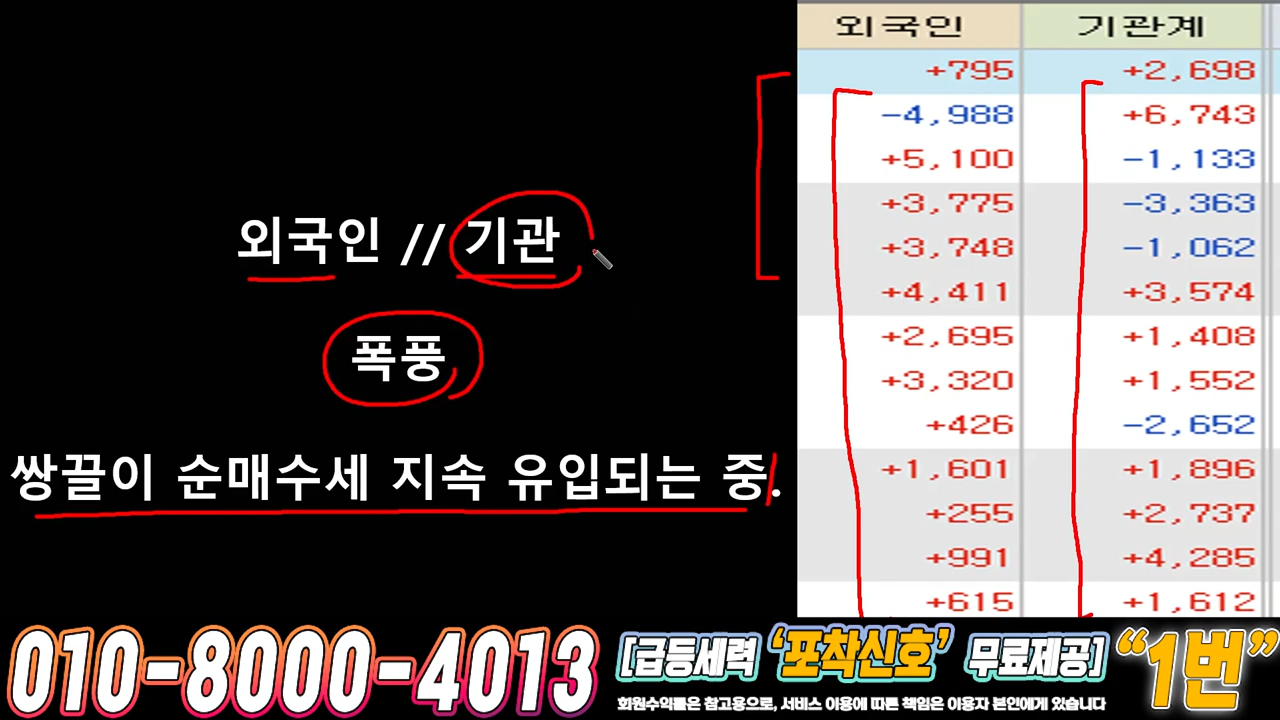 외국인 // 기관
폭풍
쌍끌이 순매수세 지속 유입되는 중.
외국인 기관계
+795 +2,698
-4,988 +6,743
+5,100 -1,133
+3,775 -3,363
+3,748 -1,062
+4,411 +3,574
+2,695 +1,408
+3,320 +1,552
+426 -2,652
+1,601 +1,896
+255 +2,737
+991 +4,285
+615 +1,612
010-8000-4013 [급등세력 '포착신호' 무료제공] "1번"
회원수익률은 참고용으로, 서비스 이용에 따른 책임은 이용자 본인에게 있습니다